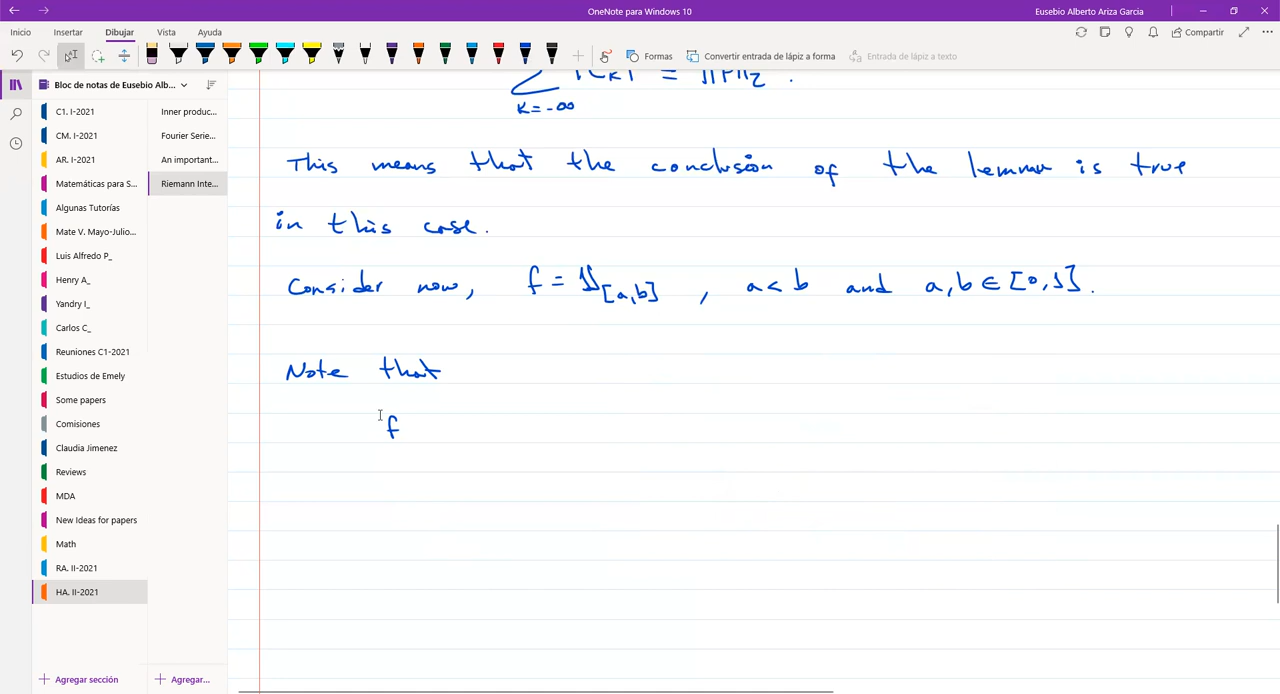 OneNote para Windows 10
Eusebio Alberto Ariza Garcia
Inicio Insertar Dibujar Vista Ayuda
Compartir
Formas Convertir entrada de lápiz a forma Entrada de lápiz a texto
Bloc de notas de Eusebio Alb...
C1. I-2021
CM. I-2021
AR. I-2021
Matemáticas para S...
Algunas Tutorías
Mate V. Mayo-Julio...
Luis Alfredo P_
Henry A_
Yandry I_
Carlos C_
Reuniones C1-2021
Estudios de Emely
Some papers
Comisiones
Claudia Jimenez
Reviews
MDA
New Ideas for papers
Math
RA. II-2021
HA. II-2021
Agregar sección
Inner produc...
Fourier Serie...
An important...
Riemann Inte...
Agregar...
K=-∞
This means that the conclusion of the lemma is true
in this case.
Consider now, f = 𝟙[a,b] , a<b and a,b ∈ [0,1].
Note that
f